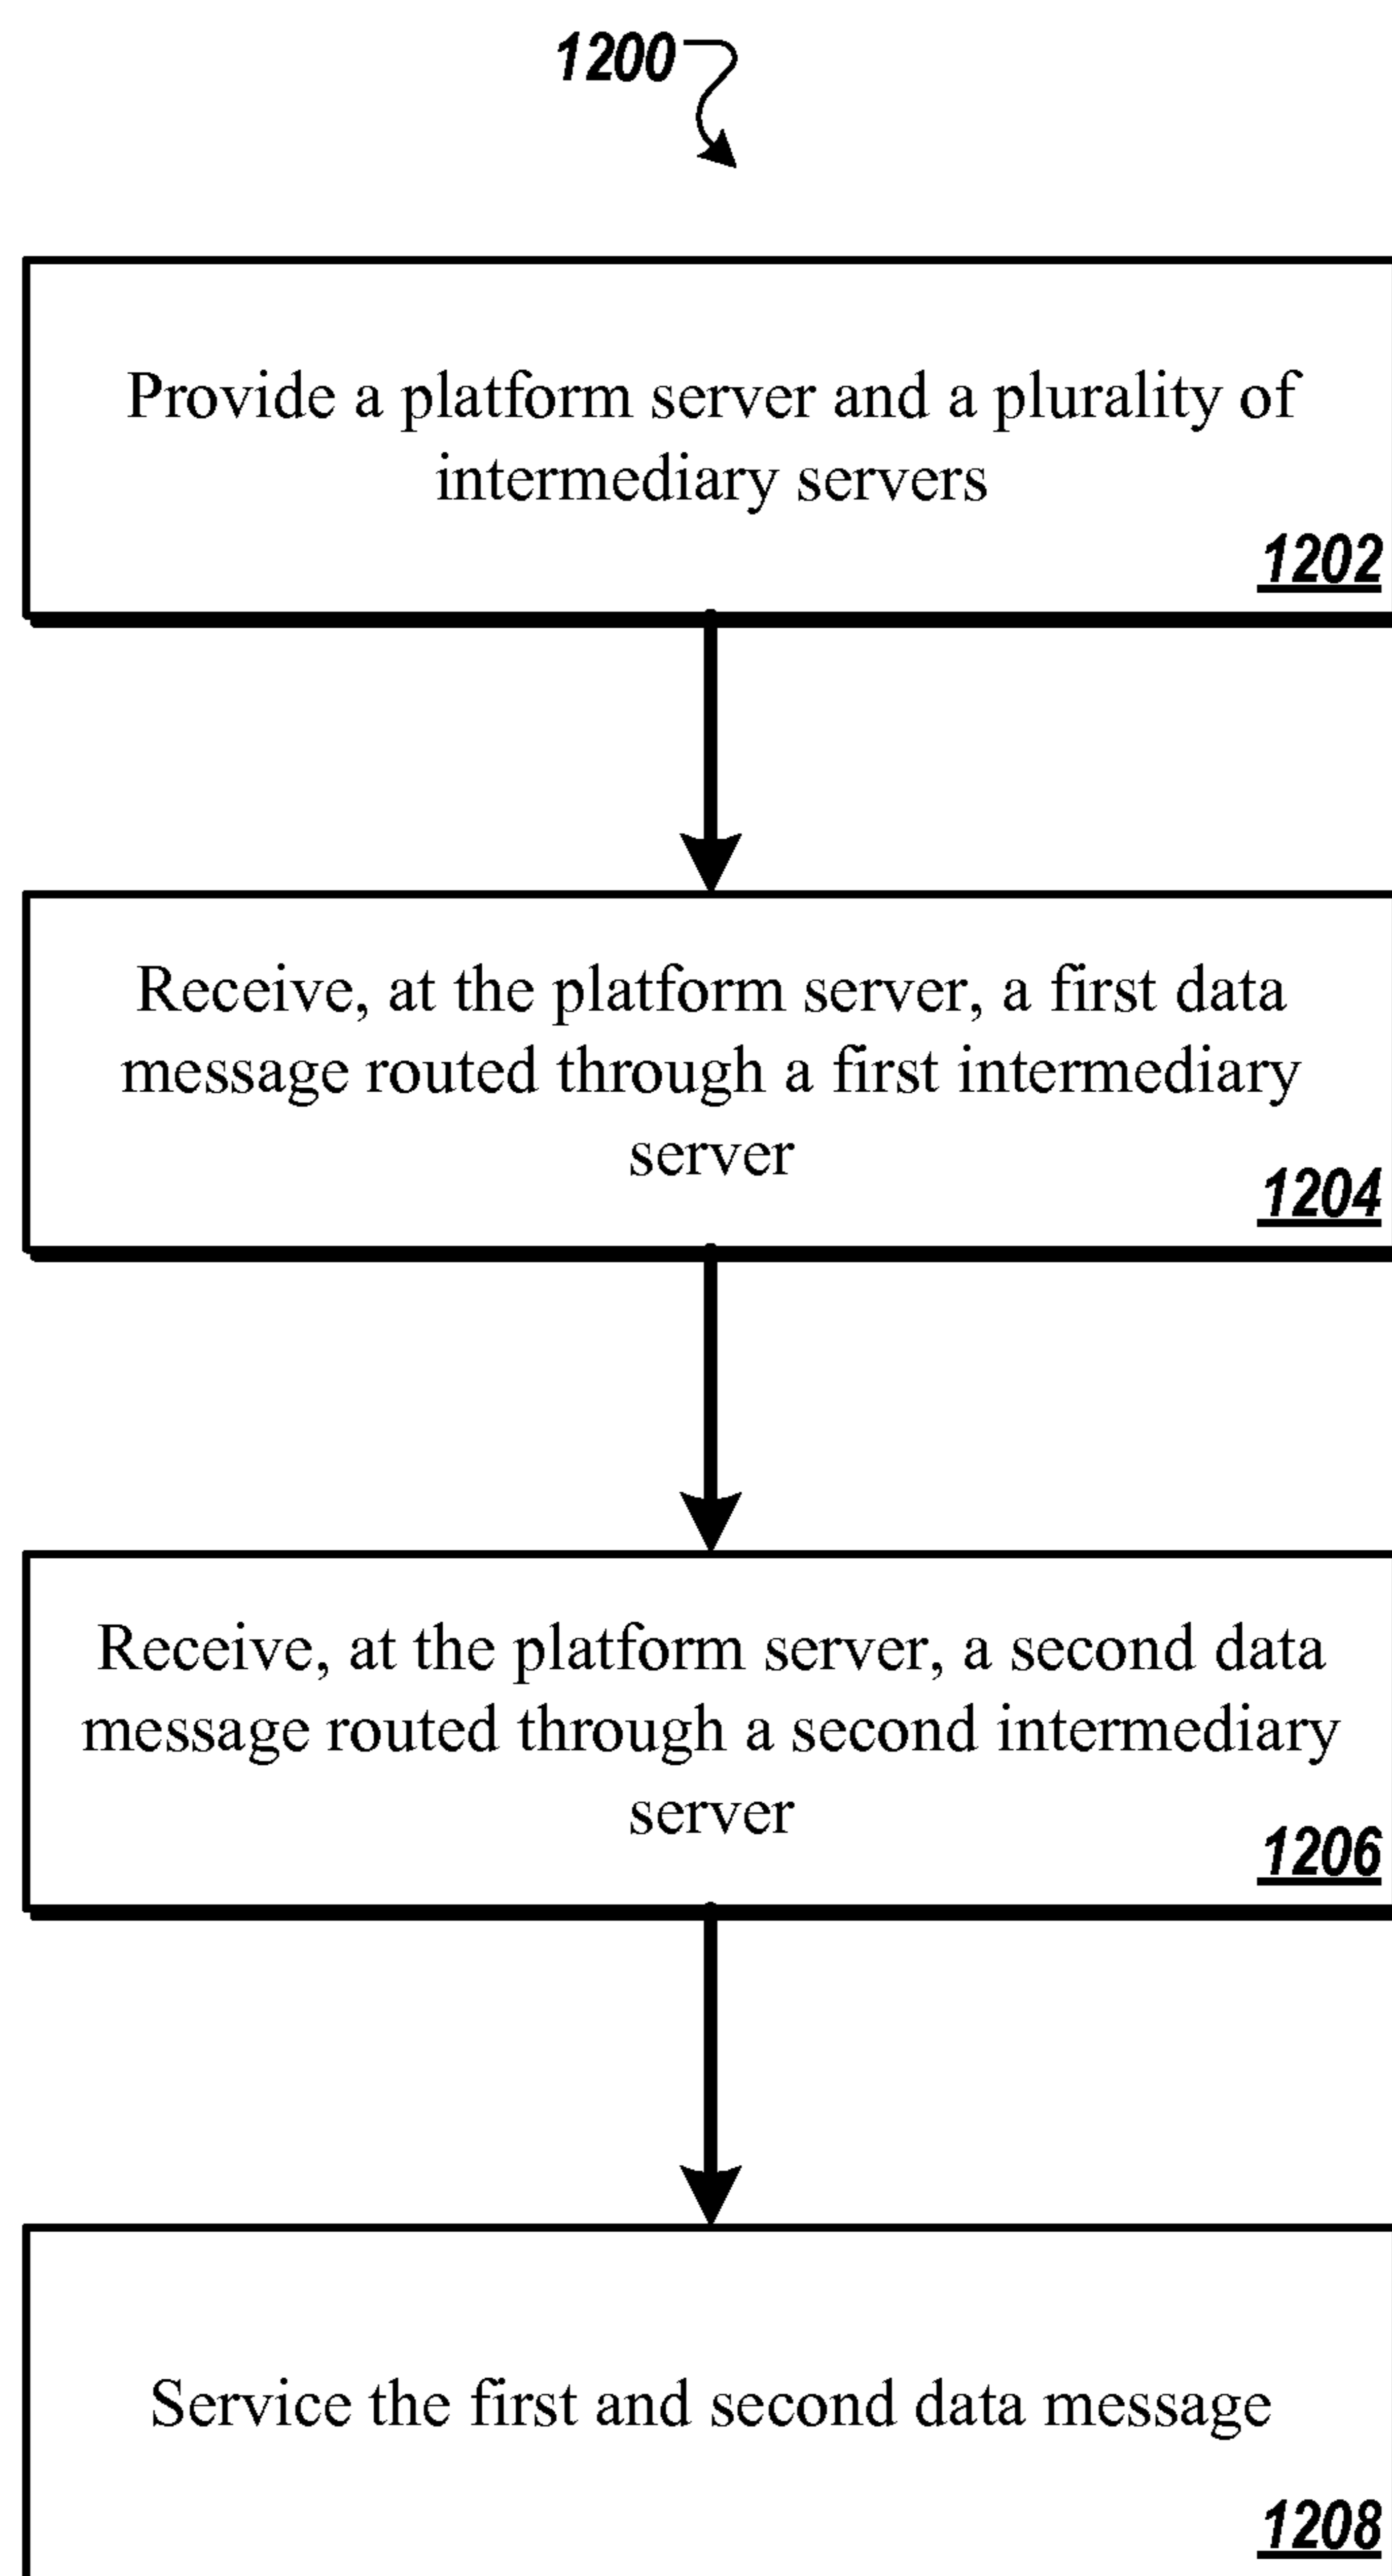 1200
Provide a platform server and a plurality of
intermediary servers
1202
Receive, at the platform server, a first data
message routed through a first intermediary
server
1204
Receive, at the platform server, a second data
message routed through a second intermediary
server
1206
Service the first and second data message
1208